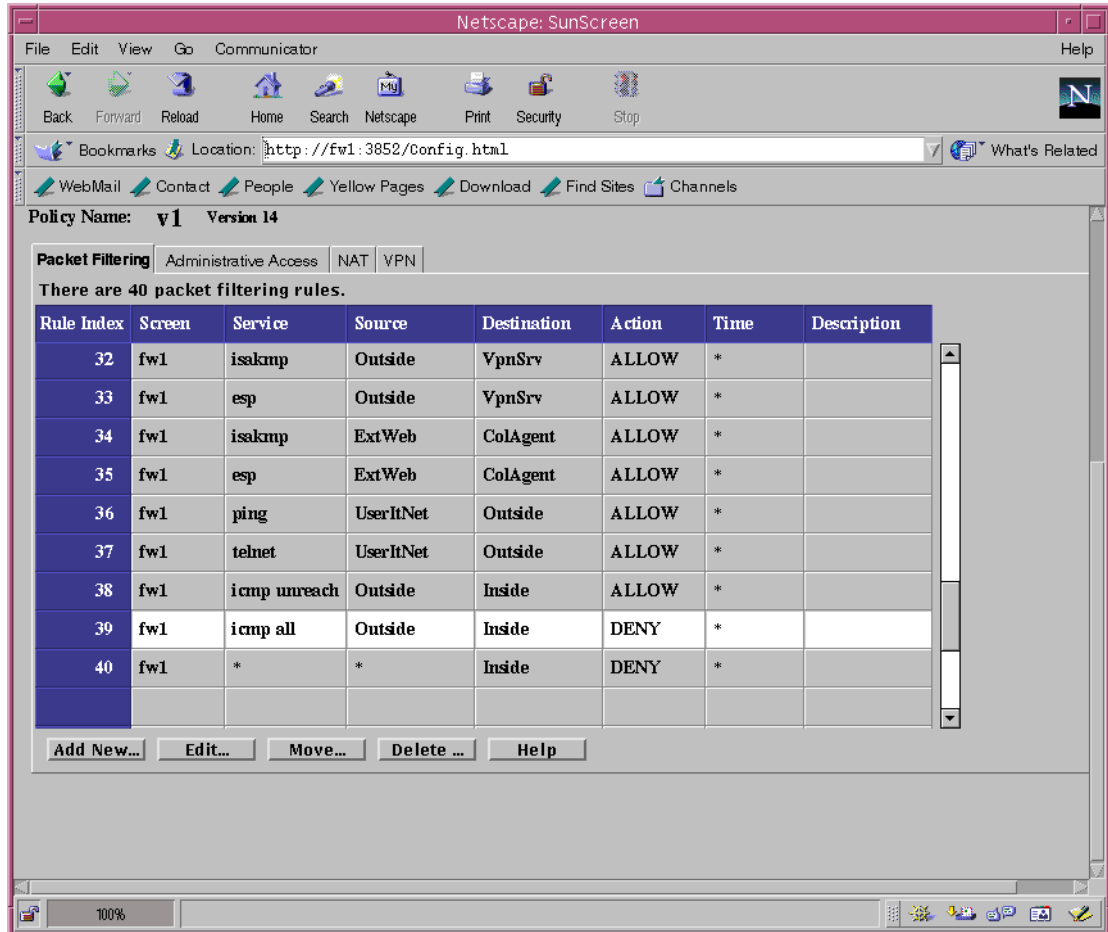 Netscape: SunScreen
File Edit View Go Communicator Help
Back Forward Reload Home Search Netscape Print Security Stop
My
N
Bookmarks Location: http://fw1:3852/Config.html What's Related
WebMail Contact People Yellow Pages Download Find Sites Channels
Policy Name: v1 Version 14
Packet Filtering Administrative Access NAT VPN
There are 40 packet filtering rules.
Rule Index Screen Service Source Destination Action Time Description
32 fw1 isakmp Outside VpnSrv ALLOW *
33 fw1 esp Outside VpnSrv ALLOW *
34 fw1 isakmp ExtWeb ColAgent ALLOW *
35 fw1 esp ExtWeb ColAgent ALLOW *
36 fw1 ping UserItNet Outside ALLOW *
37 fw1 telnet UserItNet Outside ALLOW *
38 fw1 icmp unreach Outside Inside ALLOW *
39 fw1 icmp all Outside Inside DENY *
40 fw1 * * Inside DENY *
Add New... Edit... Move... Delete ... Help
100%